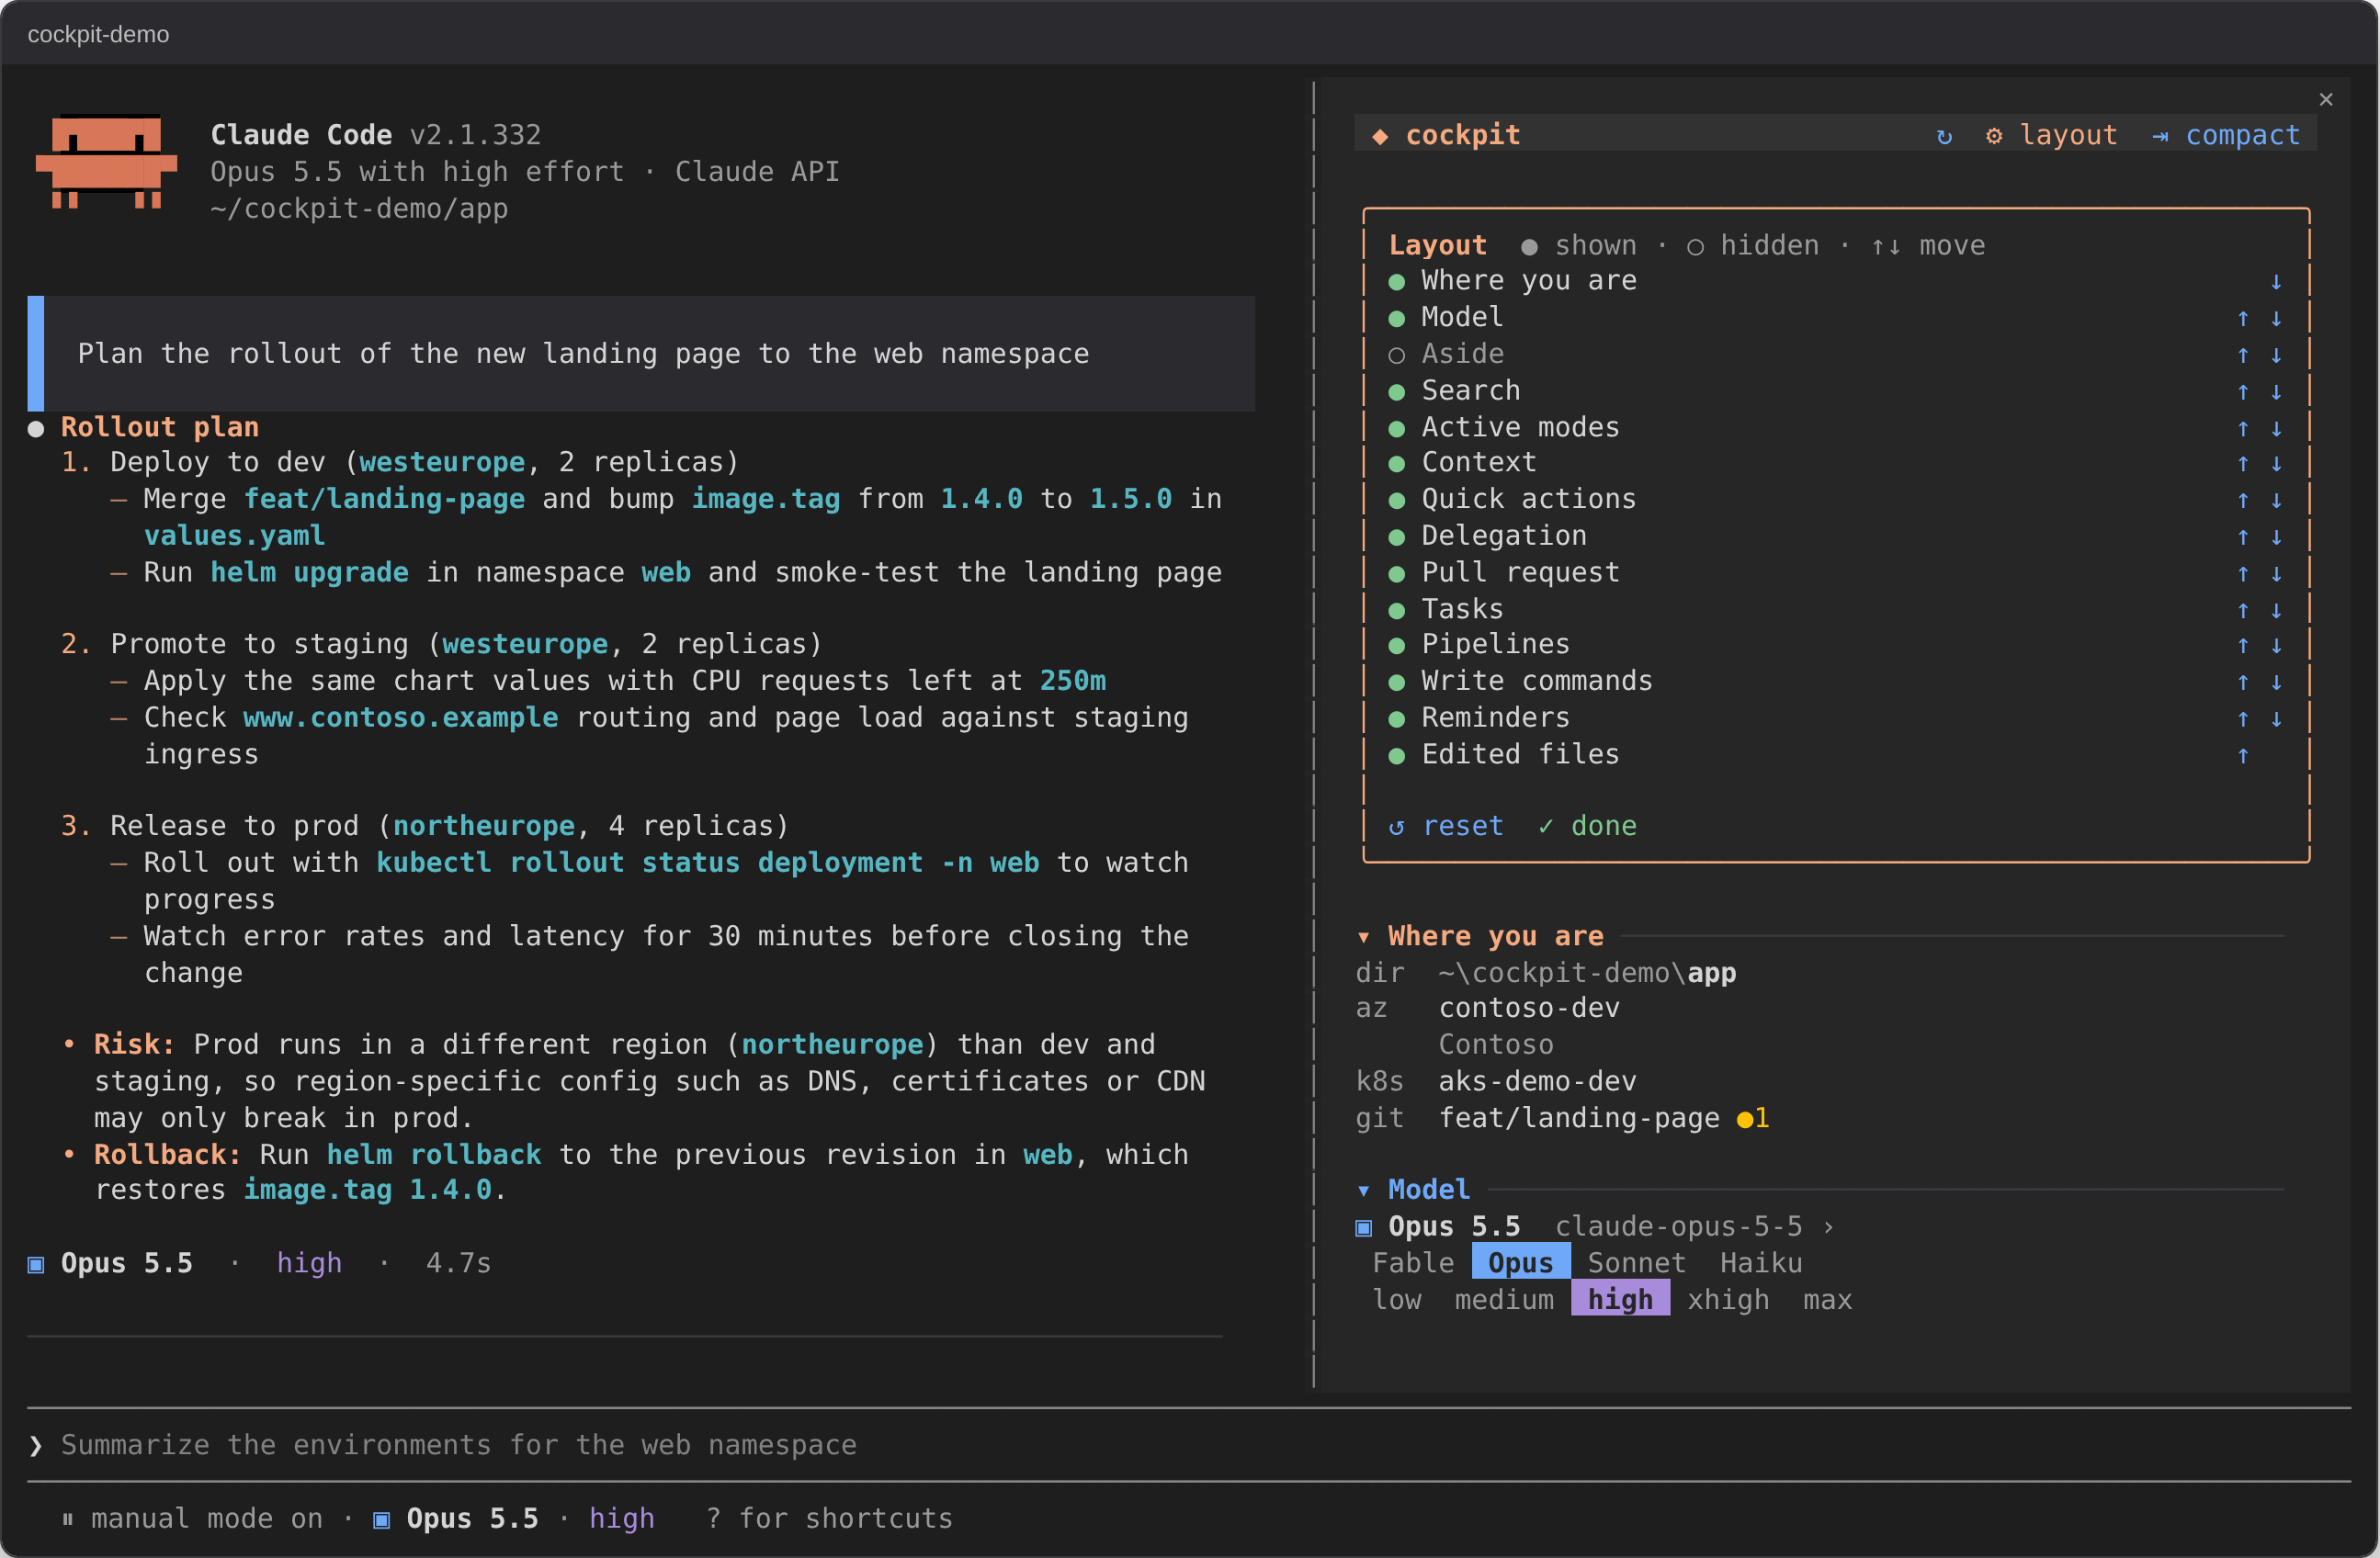 cockpit-demo
Claude Code v2.1.332
Opus 5.5 with high effort · Claude API
~/cockpit-demo/app
Plan the rollout of the new landing page to the web namespace
● Rollout plan
1. Deploy to dev (westeurope, 2 replicas)
– Merge feat/landing-page and bump image.tag from 1.4.0 to 1.5.0 in
values.yaml
– Run helm upgrade in namespace web and smoke-test the landing page
2. Promote to staging (westeurope, 2 replicas)
– Apply the same chart values with CPU requests left at 250m
– Check www.contoso.example routing and page load against staging
ingress
3. Release to prod (northeurope, 4 replicas)
– Roll out with kubectl rollout status deployment -n web to watch
progress
– Watch error rates and latency for 30 minutes before closing the
change
• Risk: Prod runs in a different region (northeurope) than dev and
staging, so region-specific config such as DNS, certificates or CDN
may only break in prod.
• Rollback: Run helm rollback to the previous revision in web, which
restores image.tag 1.4.0.
▣ Opus 5.5 · high · 4.7s
×
◆ cockpit ↻ ⚙ layout ⇥ compact
Layout ● shown · ○ hidden · ↑↓ move
● Where you are ↓
● Model ↑ ↓
○ Aside ↑ ↓
● Search ↑ ↓
● Active modes ↑ ↓
● Context ↑ ↓
● Quick actions ↑ ↓
● Delegation ↑ ↓
● Pull request ↑ ↓
● Tasks ↑ ↓
● Pipelines ↑ ↓
● Write commands ↑ ↓
● Reminders ↑ ↓
● Edited files ↑
↺ reset ✓ done
▾ Where you are
dir ~\cockpit-demo\app
az contoso-dev
Contoso
k8s aks-demo-dev
git feat/landing-page ●1
▾ Model
▣ Opus 5.5 claude-opus-5-5 ›
Fable Opus Sonnet Haiku
low medium high xhigh max
❯ Summarize the environments for the web namespace
⏸ manual mode on · ▣ Opus 5.5 · high ? for shortcuts